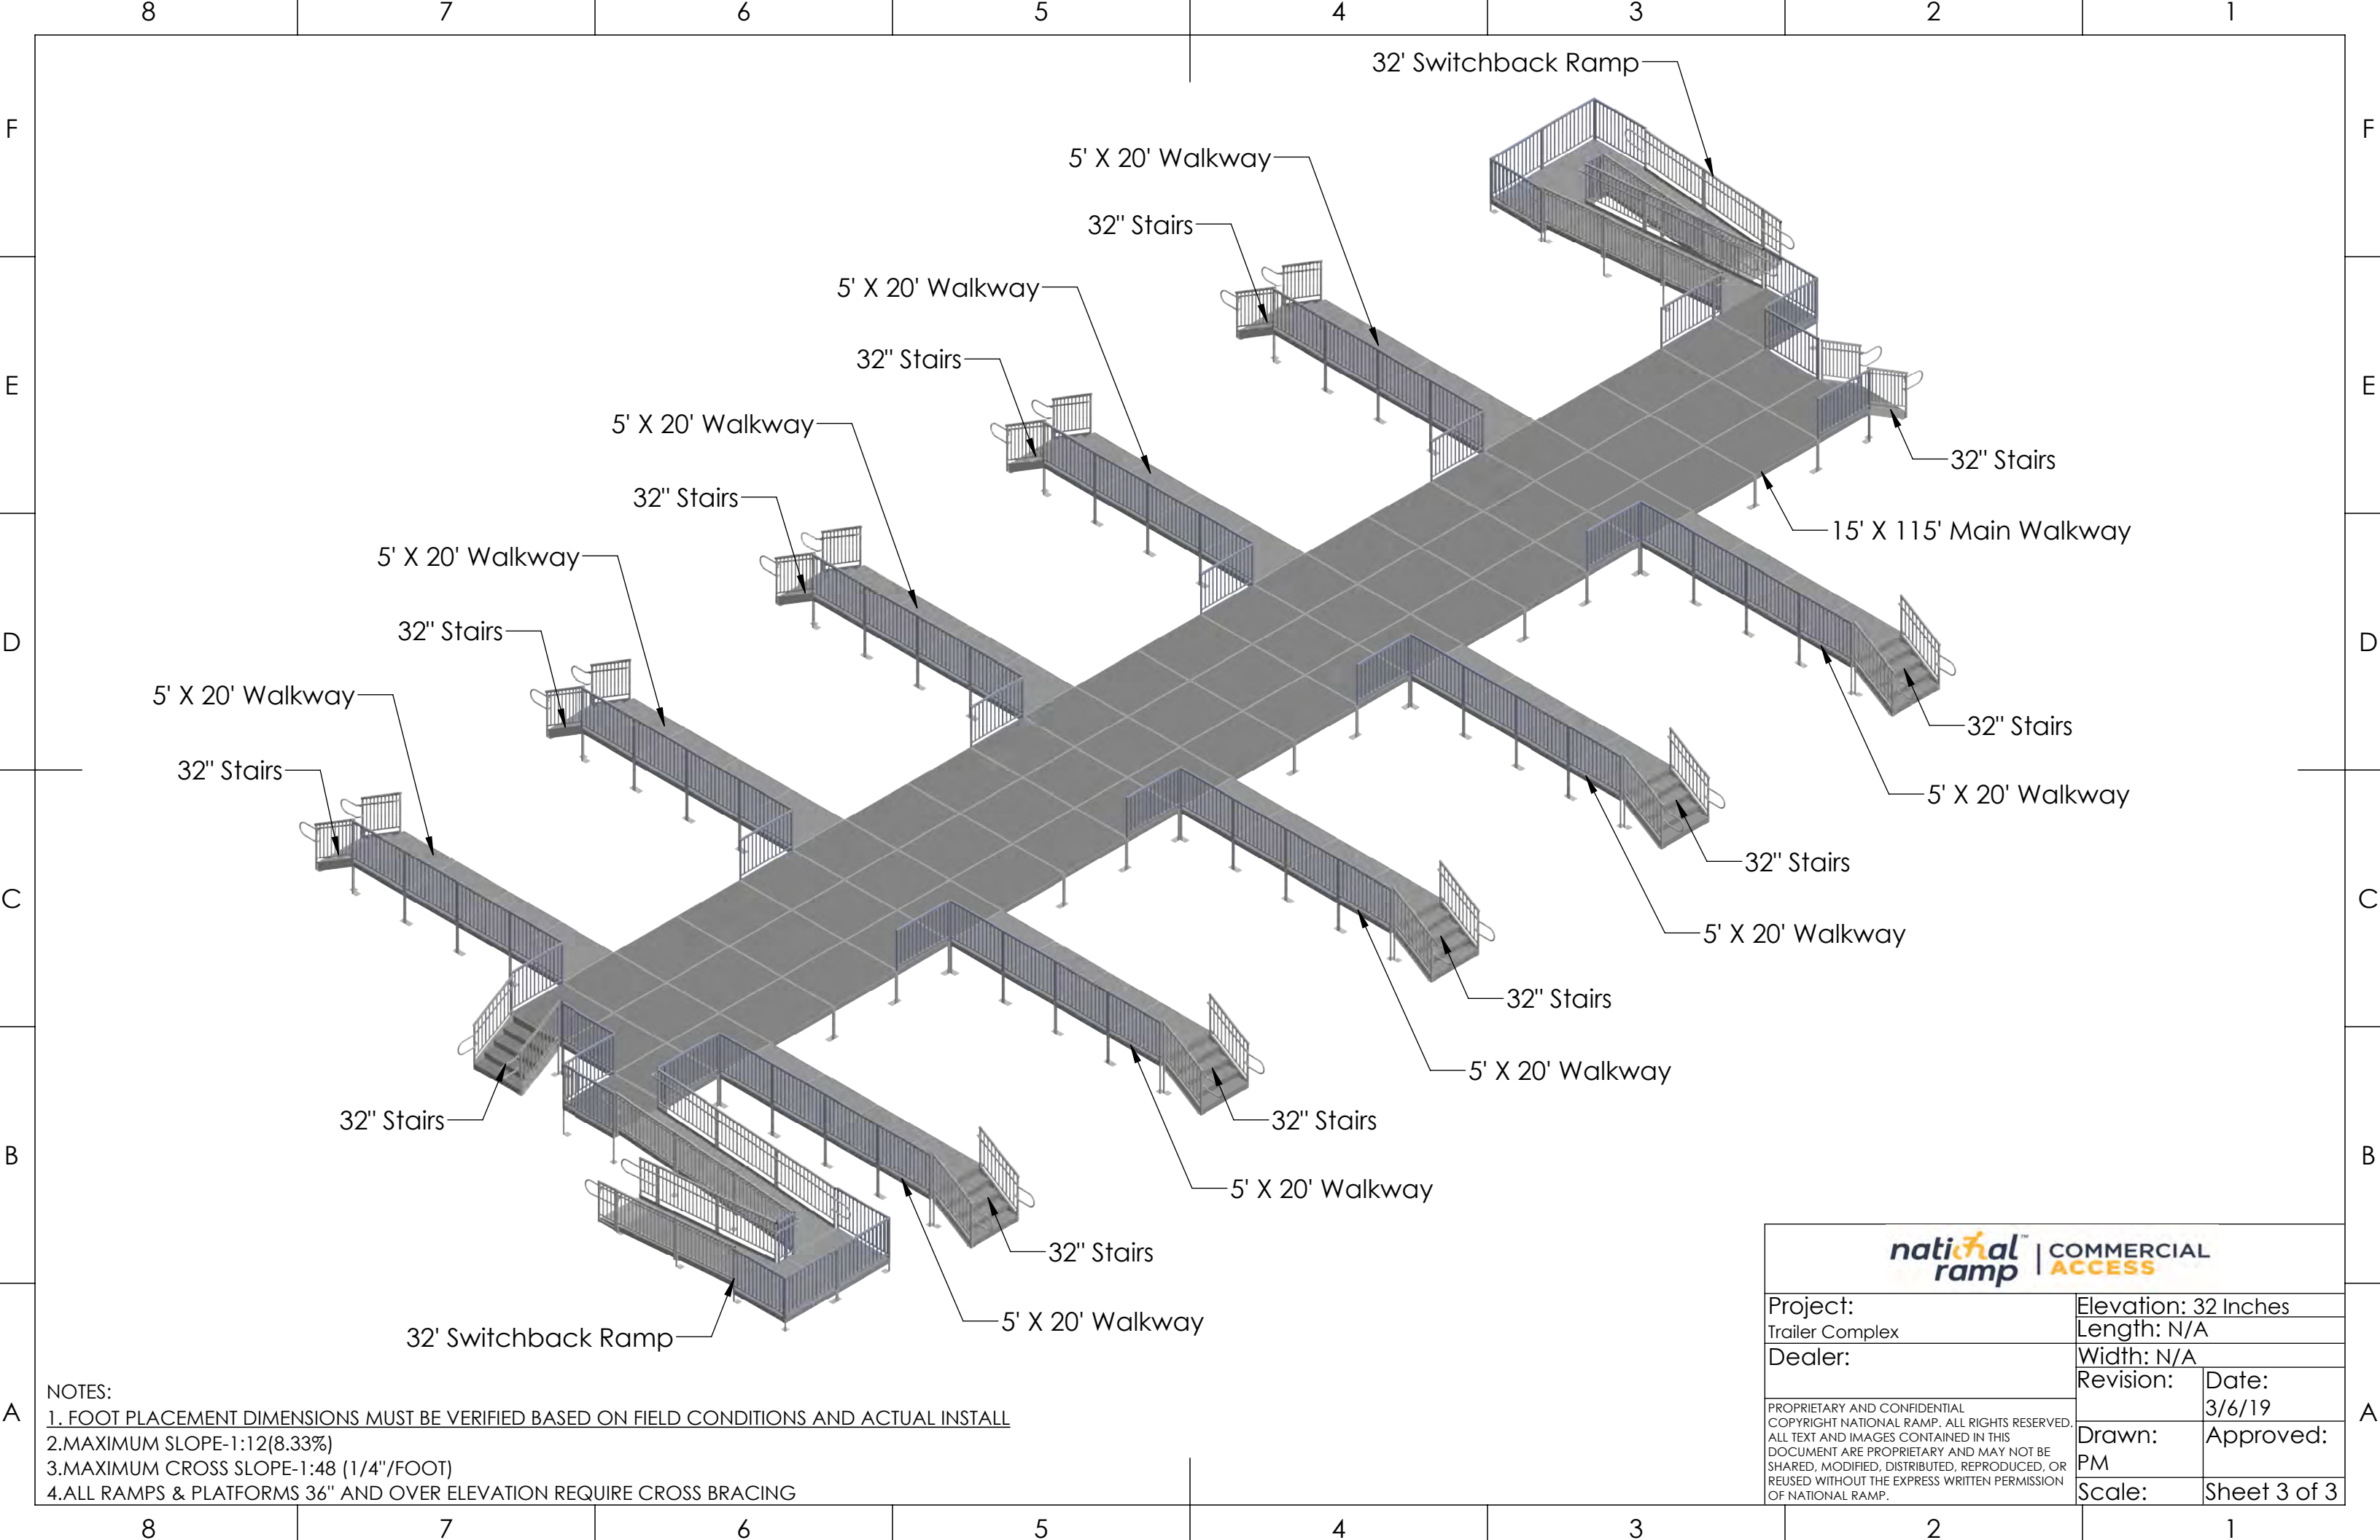 8 7 6 5 4 3 2 1
32' Switchback Ramp
F F
5' X 20' Walkway
32" Stairs
5' X 20' Walkway
32" Stairs
E E
5' X 20' Walkway
32" Stairs
32" Stairs
15' X 115' Main Walkway
5' X 20' Walkway
32" Stairs
D D
5' X 20' Walkway
32" Stairs
32" Stairs
5' X 20' Walkway
32" Stairs
C C
5' X 20' Walkway
32" Stairs
5' X 20' Walkway
32" Stairs
32" Stairs
B B
5' X 20' Walkway
32" Stairs
5' X 20' Walkway
32' Switchback Ramp
national™ ramp | COMMERCIAL ACCESS
Project:
Trailer Complex
Elevation: 32 Inches
Length: N/A
Dealer:
Width: N/A
Revision:
Date:
3/6/19
Drawn:
PM
Approved:
Scale:
Sheet 3 of 3
PROPRIETARY AND CONFIDENTIAL
COPYRIGHT NATIONAL RAMP. ALL RIGHTS RESERVED.
ALL TEXT AND IMAGES CONTAINED IN THIS
DOCUMENT ARE PROPRIETARY AND MAY NOT BE
SHARED, MODIFIED, DISTRIBUTED, REPRODUCED, OR
REUSED WITHOUT THE EXPRESS WRITTEN PERMISSION
OF NATIONAL RAMP.
NOTES:
A A
1. FOOT PLACEMENT DIMENSIONS MUST BE VERIFIED BASED ON FIELD CONDITIONS AND ACTUAL INSTALL
2.MAXIMUM SLOPE-1:12(8.33%)
3.MAXIMUM CROSS SLOPE-1:48 (1/4"/FOOT)
4.ALL RAMPS & PLATFORMS 36" AND OVER ELEVATION REQUIRE CROSS BRACING
8 7 6 5 4 3 2 1